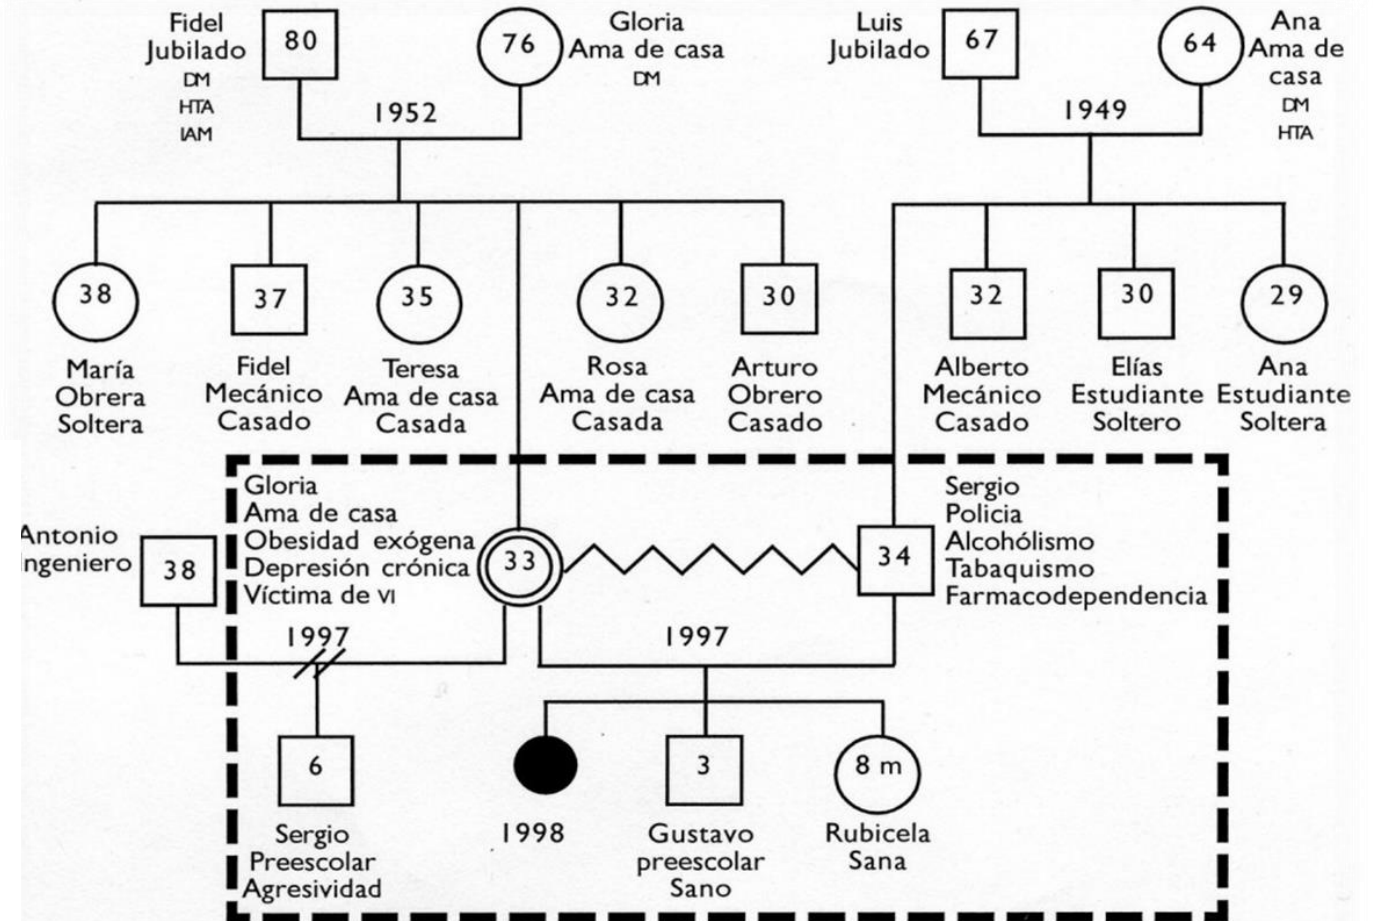 Fidel
Jubilado
DM
HTA
IAM
80
76
Gloria
Ama de casa
DM
1952
Luis
Jubilado
67
64
Ana
Ama de
casa
DM
HTA
1949
38
María
Obrera
Soltera
37
Fidel
Mecánico
Casado
35
Teresa
Ama de casa
Casada
32
Rosa
Ama de casa
Casada
30
Arturo
Obrero
Casado
32
Alberto
Mecánico
Casado
30
Elías
Estudiante
Soltero
29
Ana
Estudiante
Soltera
Antonio
ngeniero
38
Gloria
Ama de casa
Obesidad exógena
Depresión crónica
Víctima de VI
33
34
Sergio
Policia
Alcohólismo
Tabaquismo
Farmacodependencia
1997
1997
6
Sergio
Preescolar
Agresividad
1998
3
Gustavo
preescolar
Sano
8 m
Rubicela
Sana